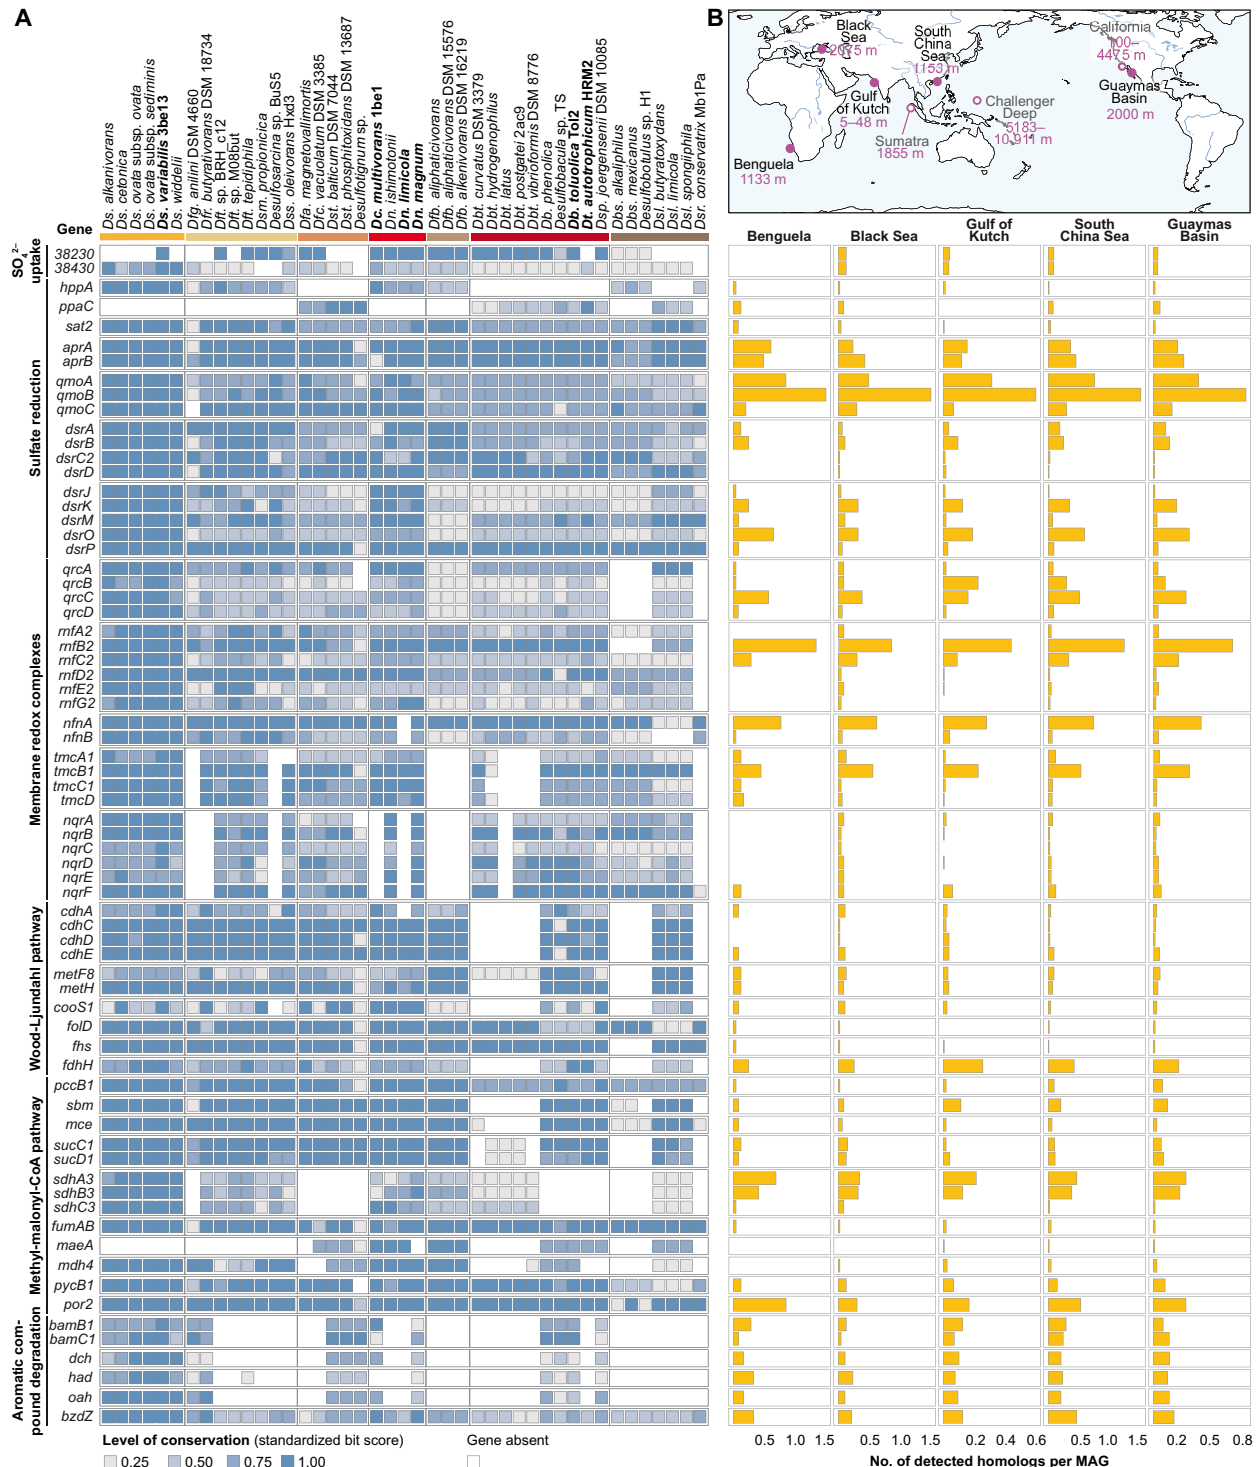 A
Ds. alkanivorans
Ds. cetonica
Ds. ovata subsp. ovata
Ds. ovata subsp. sediminis
Ds. variabilis 3be13
Ds. widdelii
Dfg. anilini DSM 4660
Dfr. butyrativorans DSM 18734
Dft. sp. BRH_c12
Dft. sp. M08but
Dft. tepidiphila
Dsm. propionicica
Desulfosarcina sp. BuS5
Dss. oleivorans Hxd3
Dfa. magnetovallimortis
Dfc. vacuolatum DSM 3385
Dst. balticum DSM 7044
Dst. phosphitoxidans DSM 13687
Desulfotignum sp.
Dc. multivorans 1be1
Dn. ishimotonii
Dn. limicola
Dn. magnum
Dfb. aliphaticivorans
Dfb. aliphaticivorans DSM 15576
Dfb. alkenivorans DSM 16219
Dbt. curvatus DSM 3379
Dbt. hydrogenophilus
Dbt. latus
Dbt. postgatei 2ac9
Dbt. vibrioformis DSM 8776
Db. phenolica
Desulfobacula sp. TS
Db. toluolica Tol2
Dt. autotrophicum HRM2
Dsp. joergensenii DSM 10085
Dbs. alkaliphilus
Dbs. mexicanus
Desulfobotulus sp. H1
Dsl. butyratoxydans
Dsl. limicola
Dsl. spongiiphila
Dsr. conservatrix Mb1Pa
Gene
SO₄²⁻
uptake
38230
38430
Sulfate reduction
hppA
ppaC
sat2
aprA
aprB
qmoA
qmoB
qmoC
dsrA
dsrB
dsrC2
dsrD
dsrJ
dsrK
dsrM
dsrO
dsrP
Membrane redox complexes
qrcA
qrcB
qrcC
qrcD
rnfA2
rnfB2
rnfC2
rnfD2
rnfE2
rnfG2
nfnA
nfnB
tmcA1
tmcB1
tmcC1
tmcD
nqrA
nqrB
nqrC
nqrD
nqrE
nqrF
Wood-Ljundahl pathway
cdhA
cdhC
cdhD
cdhE
metF8
metH
cooS1
folD
fhs
fdhH
Methyl-malonyl-CoA pathway
pccB1
sbm
mce
sucC1
sucD1
sdhA3
sdhB3
sdhC3
fumAB
maeA
mdh4
pycB1
por2
Aromatic com-
pound degradation
bamB1
bamC1
dch
had
oah
bzdZ
Level of conservation (standardized bit score)
0.25 0.50 0.75 1.00
Gene absent
B
Black
Sea
2075 m
South
China
Sea
1153 m
California
100–
4475 m
Gulf
of Kutch
5–48 m
Guaymas
Basin
2000 m
Challenger
Deep
5183–
10,911 m
Sumatra
1855 m
Benguela
1133 m
Benguela
Black Sea
Gulf of
Kutch
South
China Sea
Guaymas
Basin
0.5 1.0 1.5 0.5 1.0 1.5 0.2 0.4 0.6 0.5 1.0 1.5 0.2 0.5 0.8
No. of detected homologs per MAG